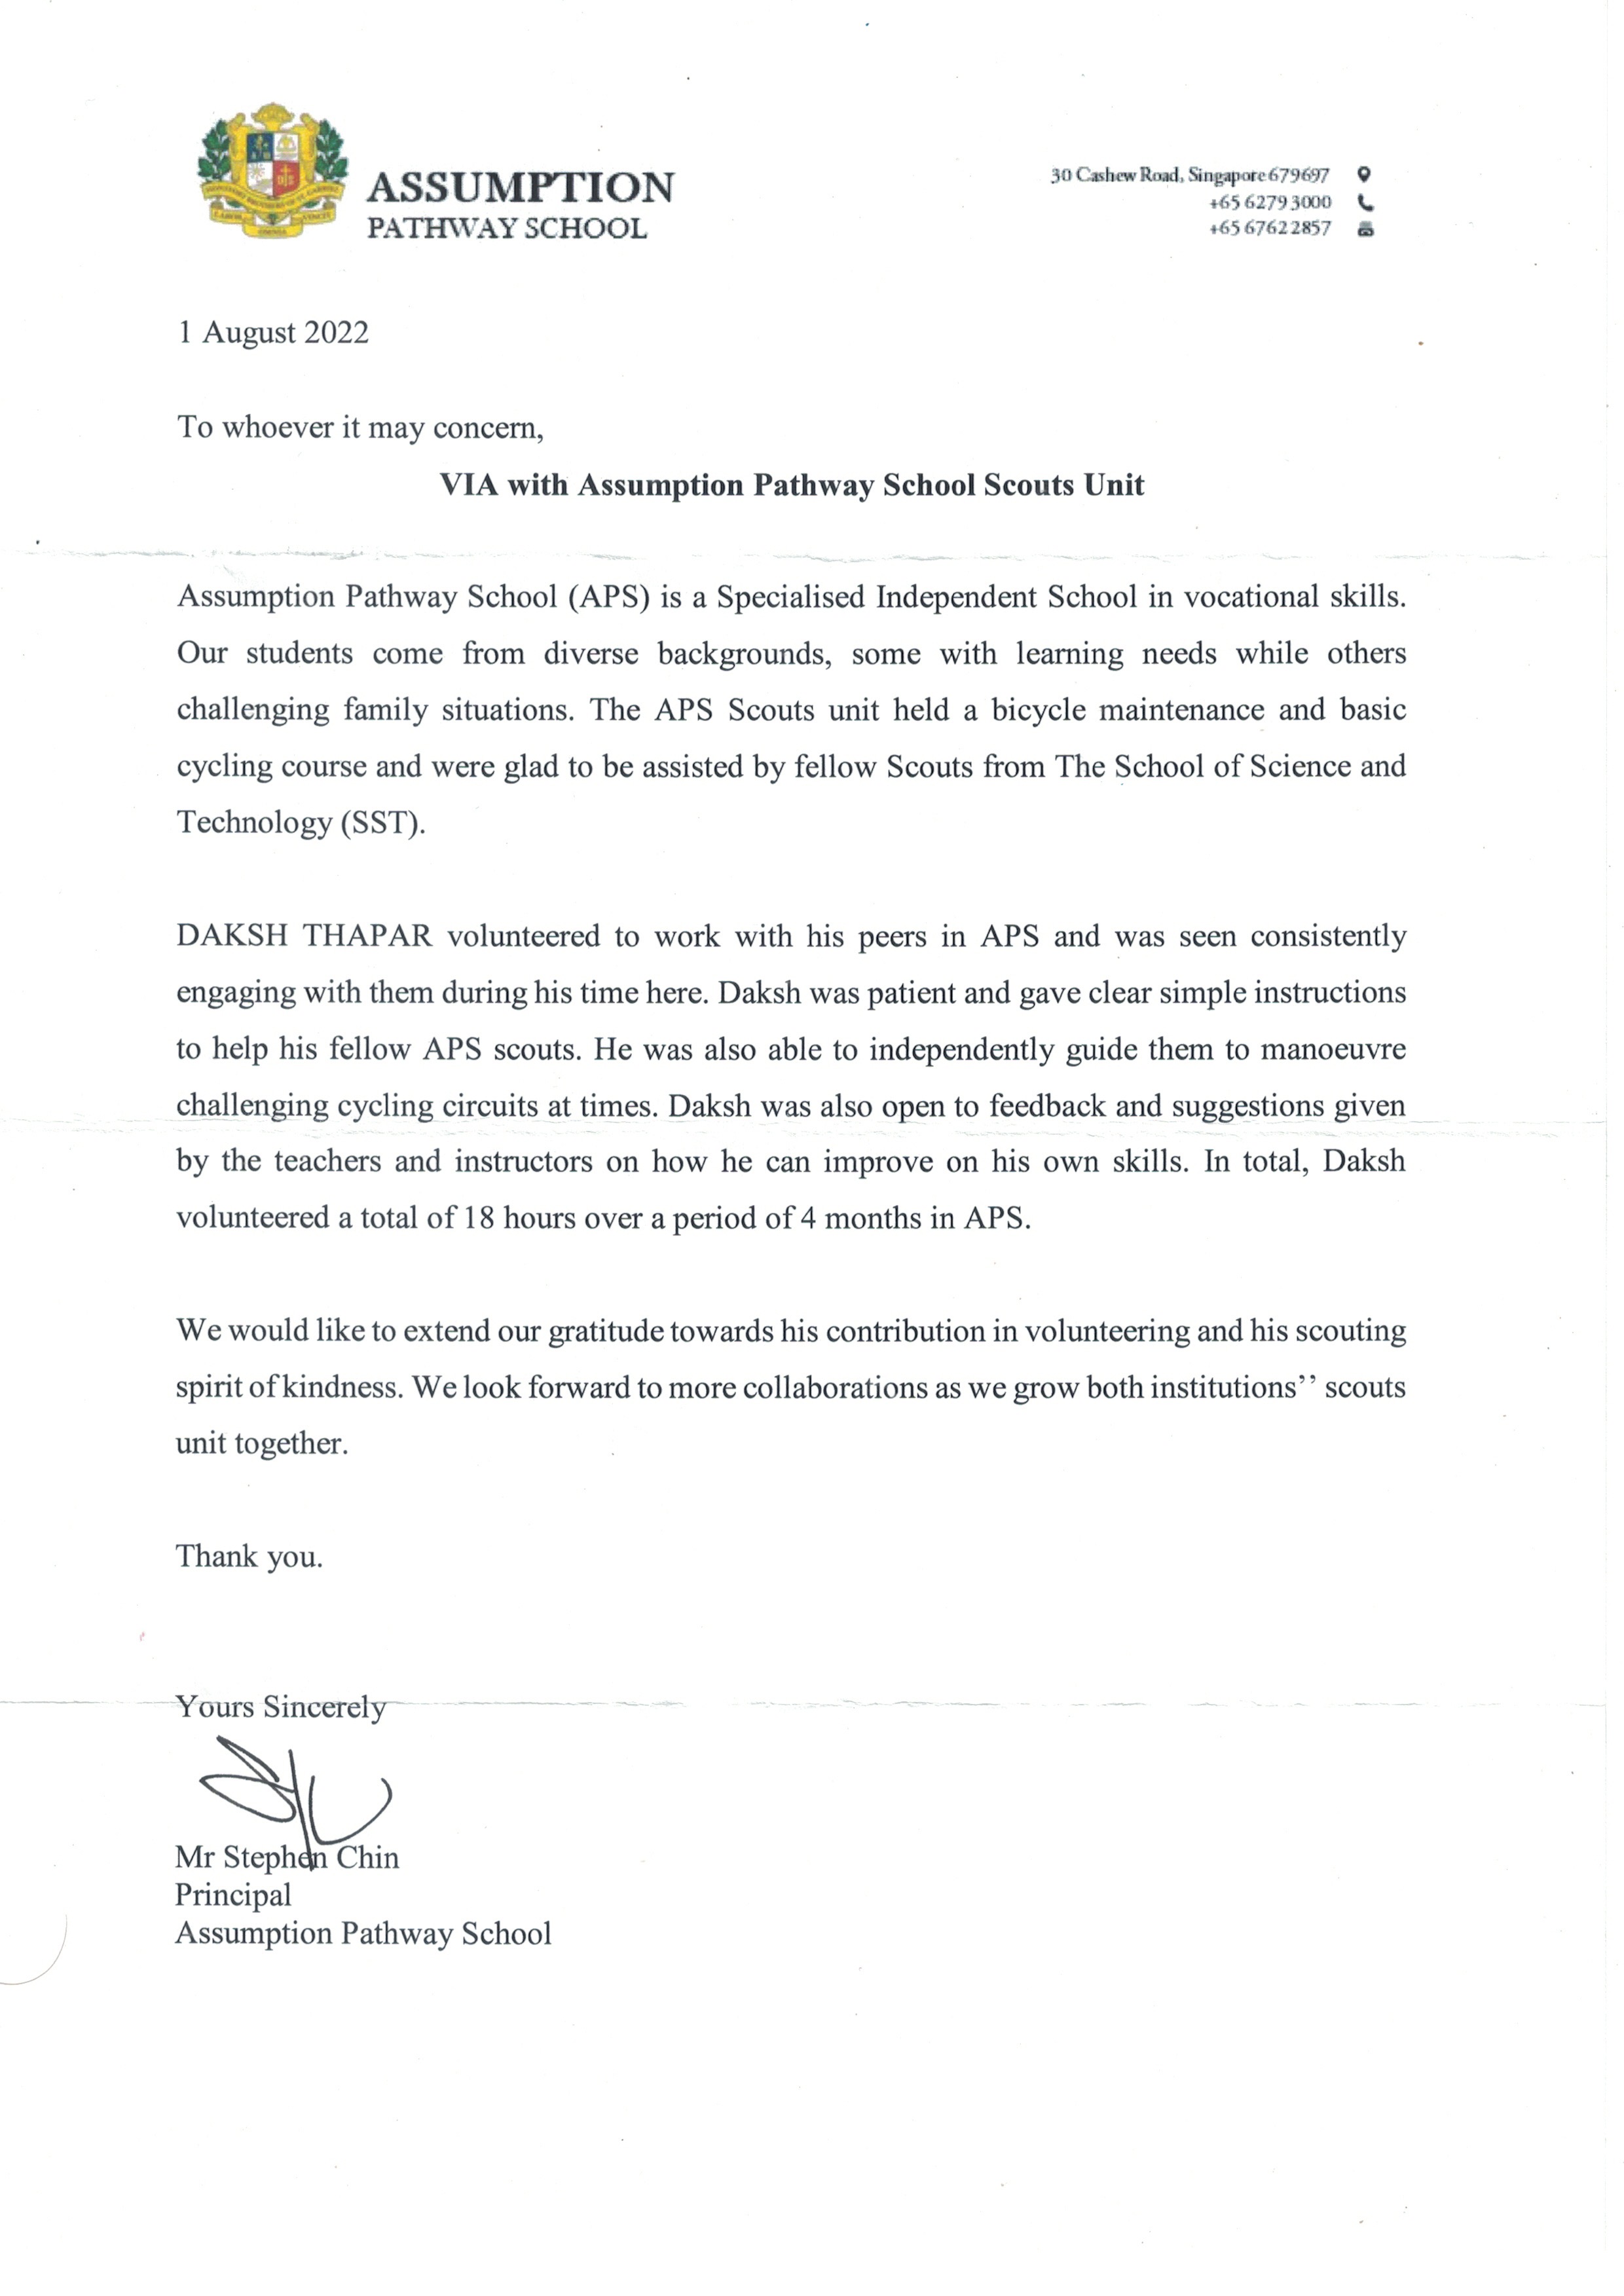 ASSUMPTION
PATHWAY SCHOOL
30 Cashew Road, Singapore 679697
+65 6279 3000
+65 6762 2857
LABOR
OMNIA
VINCIT
1 August 2022
To whoever it may concern,
VIA with Assumption Pathway School Scouts Unit
Assumption Pathway School (APS) is a Specialised Independent School in vocational skills.
Our students come from diverse backgrounds, some with learning needs while others
challenging family situations. The APS Scouts unit held a bicycle maintenance and basic
cycling course and were glad to be assisted by fellow Scouts from The School of Science and
Technology (SST).
DAKSH THAPAR volunteered to work with his peers in APS and was seen consistently
engaging with them during his time here. Daksh was patient and gave clear simple instructions
to help his fellow APS scouts. He was also able to independently guide them to manoeuvre
challenging cycling circuits at times. Daksh was also open to feedback and suggestions given
by the teachers and instructors on how he can improve on his own skills. In total, Daksh
volunteered a total of 18 hours over a period of 4 months in APS.
We would like to extend our gratitude towards his contribution in volunteering and his scouting
spirit of kindness. We look forward to more collaborations as we grow both institutions’’ scouts
unit together.
Thank you.
Yours Sincerely
Mr Stephen Chin
Principal
Assumption Pathway School